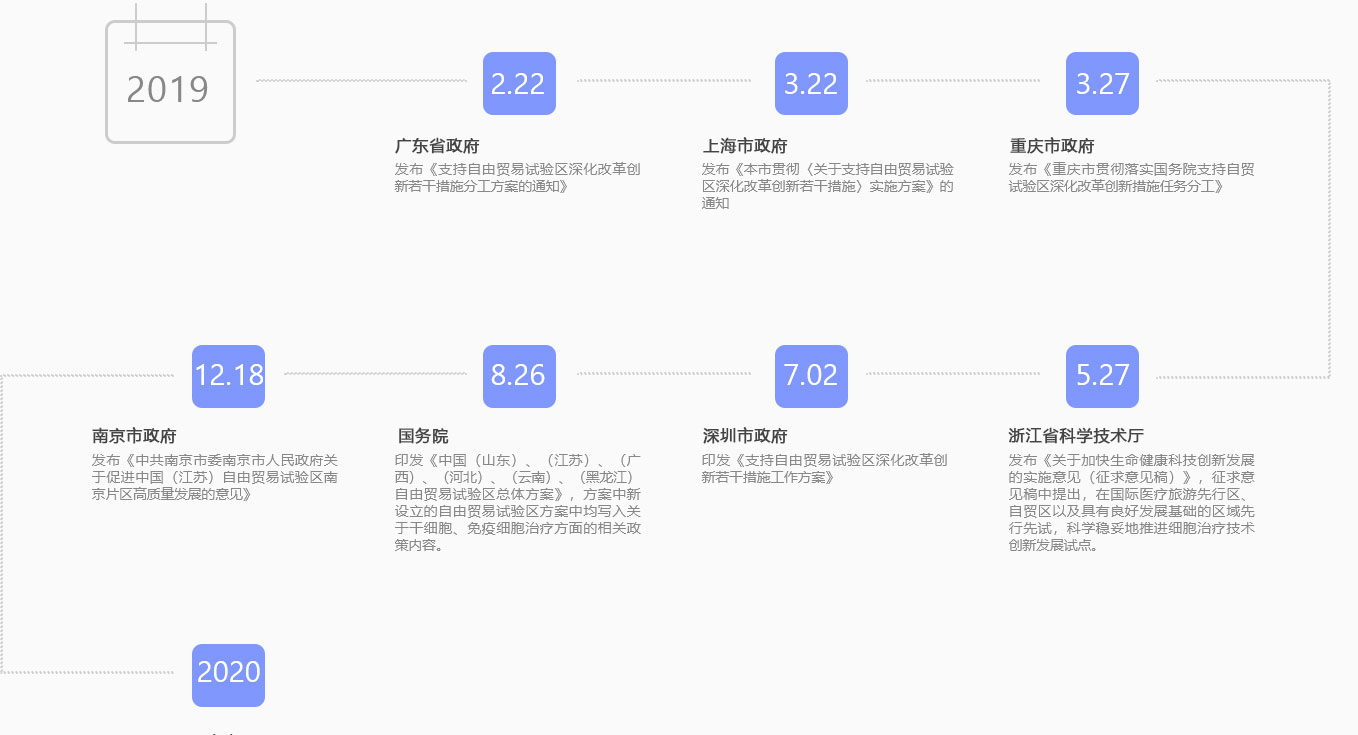 2019
2.22
3.22
3.27
广东省政府
发布《支持自由贸易试验区深化改革创
新若干措施分工方案的通知》
上海市政府
发布《本市贯彻〈关于支持自由贸易试验
区深化改革创新若干措施〉实施方案》的
通知
重庆市政府
发布《重庆市贯彻落实国务院支持自贸
试验区深化改革创新措施任务分工》
12.18
8.26
7.02
5.27
南京市政府
发布《中共南京市委南京市人民政府关
于促进中国（江苏）自由贸易试验区南
京片区高质量发展的意见》
国务院
印发《中国（山东）、（江苏）、（广
西）、（河北）、（云南）、（黑龙江）
自由贸易试验区总体方案》，方案中新
设立的自由贸易试验区方案中均写入关
于干细胞、免疫细胞治疗方面的相关政
策内容。
深圳市政府
印发《支持自由贸易试验区深化改革创
新若干措施工作方案》
浙江省科学技术厅
发布《关于加快生命健康科技创新发展
的实施意见（征求意见稿）》，征求意
见稿中提出，在国际医疗旅游先行区、
自贸区以及具有良好发展基础的区域先
行先试，科学稳妥地推进细胞治疗技术
创新发展试点。
2020